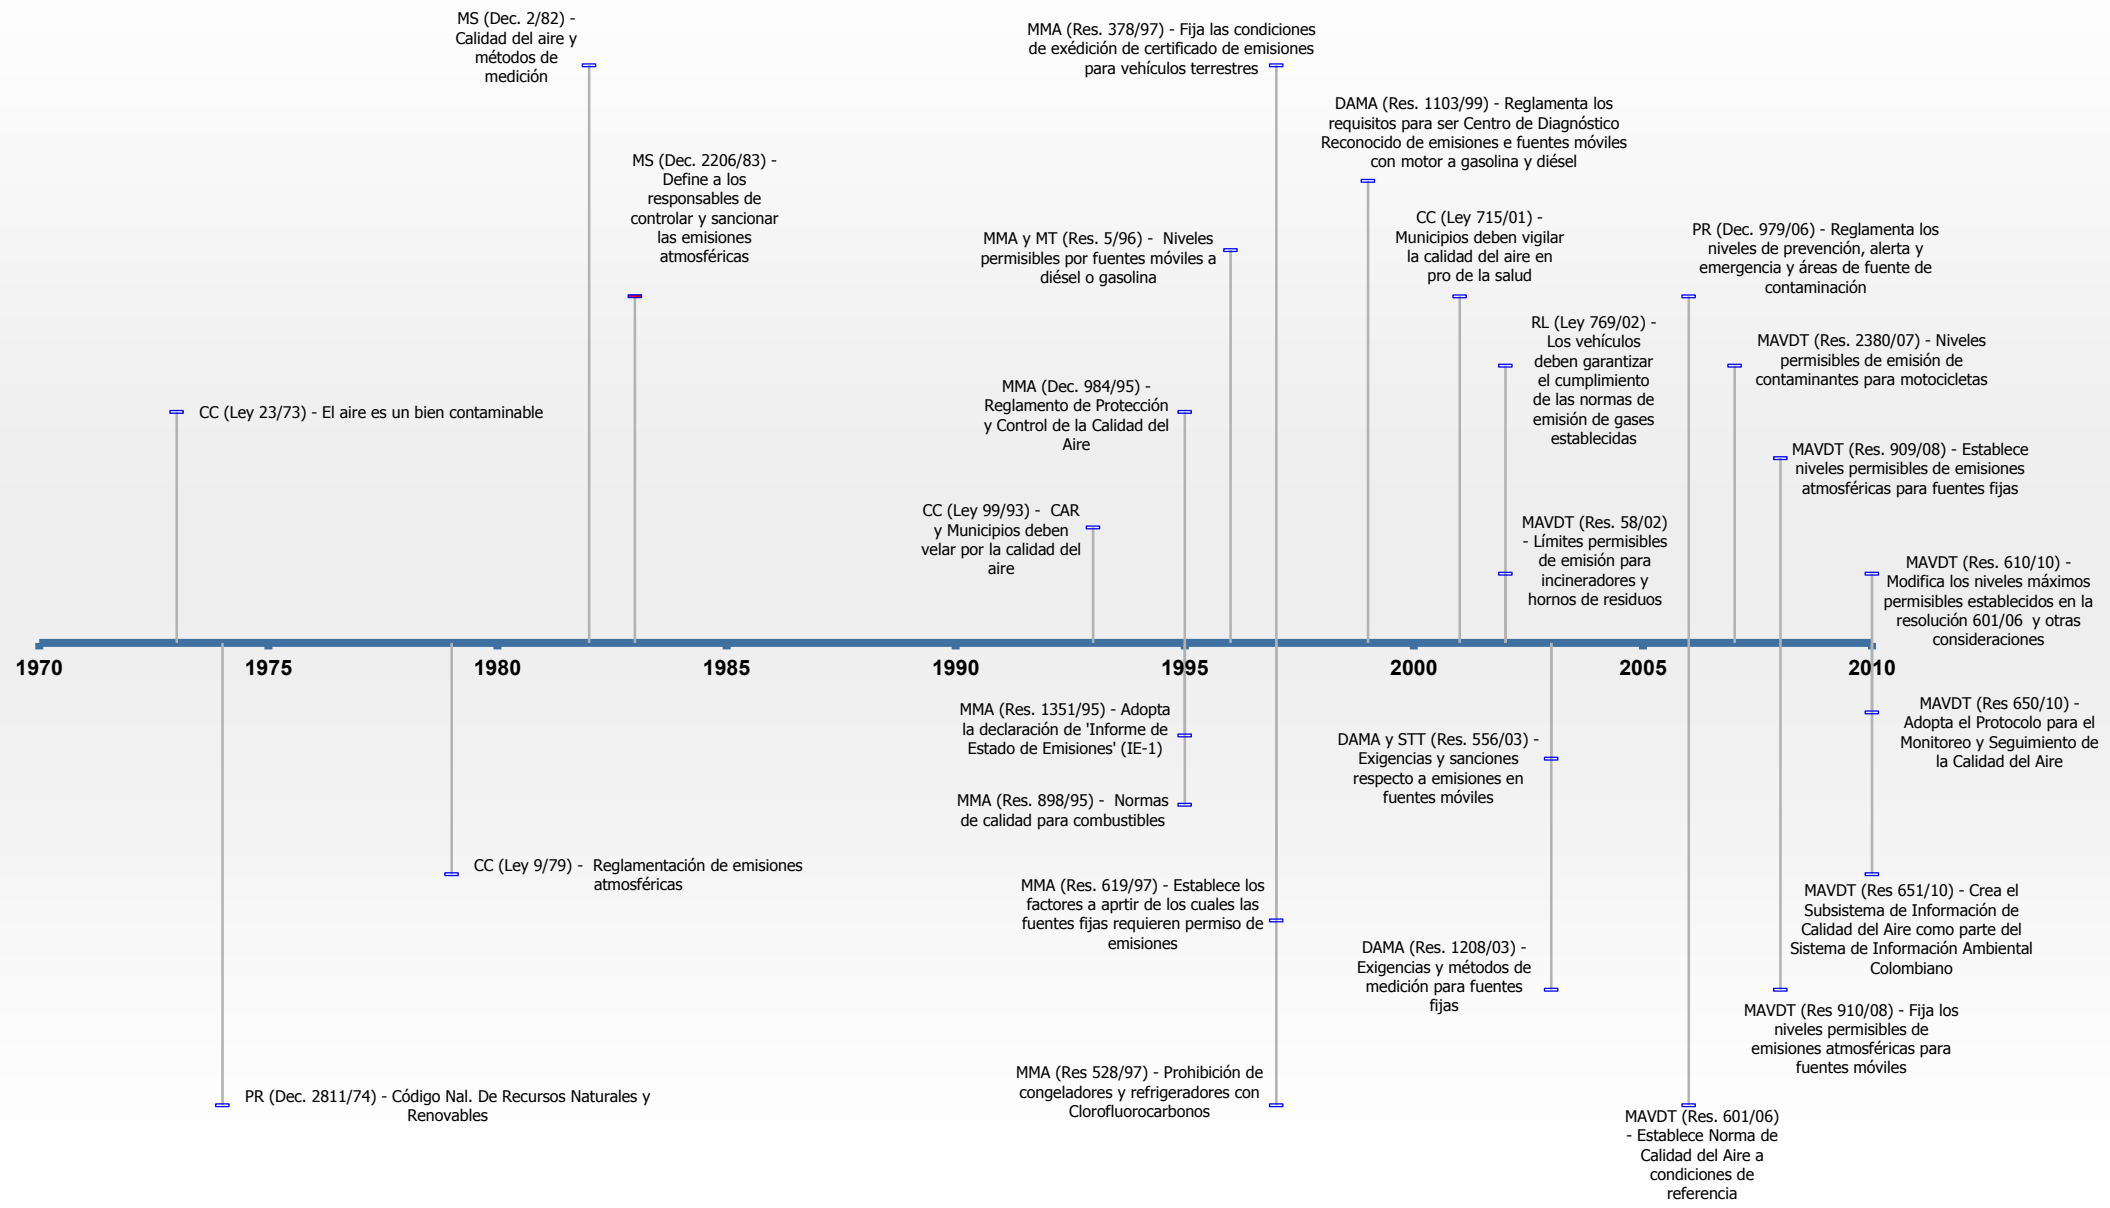 MS (Dec. 2/82) -
Calidad del aire y
métodos de
medición
MMA (Res. 378/97) - Fija las condiciones
de exédición de certificado de emisiones
para vehículos terrestres
DAMA (Res. 1103/99) - Reglamenta los
requisitos para ser Centro de Diagnóstico
Reconocido de emisiones e fuentes móviles
con motor a gasolina y diésel
MS (Dec. 2206/83) -
Define a los
responsables de
controlar y sancionar
las emisiones
atmosféricas
MMA y MT (Res. 5/96) -  Niveles
permisibles por fuentes móviles a
diésel o gasolina
CC (Ley 715/01) -
Municipios deben vigilar
la calidad del aire en
pro de la salud
PR (Dec. 979/06) - Reglamenta los
niveles de prevención, alerta y
emergencia y áreas de fuente de
contaminación
RL (Ley 769/02) -
Los vehículos
deben garantizar
el cumplimiento
de las normas de
emisión de gases
establecidas
MAVDT (Res. 2380/07) - Niveles
permisibles de emisión de
contaminantes para motocicletas
CC (Ley 23/73) - El aire es un bien contaminable
MMA (Dec. 984/95) -
Reglamento de Protección
y Control de la Calidad del
Aire
MAVDT (Res. 909/08) - Establece
niveles permisibles de emisiones
atmosféricas para fuentes fijas
CC (Ley 99/93) -  CAR
y Municipios deben
velar por la calidad del
aire
MAVDT (Res. 58/02)
- Límites permisibles
de emisión para
incineradores y
hornos de residuos
MAVDT (Res. 610/10) -
Modifica los niveles máximos
permisibles establecidos en la
resolución 601/06  y otras
consideraciones
1970
1975
1980
1985
1990
1995
2000
2005
2010
MMA (Res. 1351/95) - Adopta
la declaración de 'Informe de
Estado de Emisiones' (IE-1)
DAMA y STT (Res. 556/03) -
Exigencias y sanciones
respecto a emisiones en
fuentes móviles
MAVDT (Res 650/10) -
Adopta el Protocolo para el
Monitoreo y Seguimiento de
la Calidad del Aire
MMA (Res. 898/95) -  Normas
de calidad para combustibles
CC (Ley 9/79) -  Reglamentación de emisiones
atmosféricas
MMA (Res. 619/97) - Establece los
factores a aprtir de los cuales las
fuentes fijas requieren permiso de
emisiones
MAVDT (Res 651/10) - Crea el
Subsistema de Información de
Calidad del Aire como parte del
Sistema de Información Ambiental
Colombiano
DAMA (Res. 1208/03) -
Exigencias y métodos de
medición para fuentes
fijas
MAVDT (Res 910/08) - Fija los
niveles permisibles de
emisiones atmosféricas para
fuentes móviles
PR (Dec. 2811/74) - Código Nal. De Recursos Naturales y
Renovables
MMA (Res 528/97) - Prohibición de
congeladores y refrigeradores con
Clorofluorocarbonos
MAVDT (Res. 601/06)
- Establece Norma de
Calidad del Aire a
condiciones de
referencia